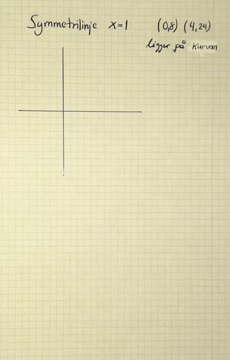 Symmetrilinje x=1 (0,8) (4,24)
ligger på kurvan